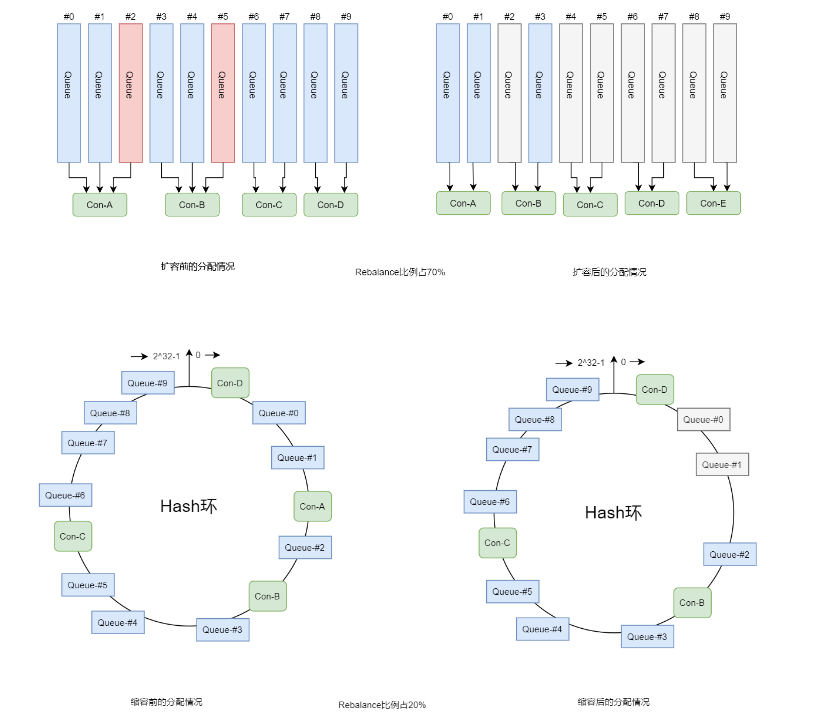 #0 #1 #2 #3 #4 #5 #6 #7 #8 #9
Queue Queue Queue Queue Queue Queue Queue Queue Queue Queue
Con-A Con-B Con-C Con-D
扩容前的分配情况
#0 #1 #2 #3 #4 #5 #6 #7 #8 #9
Queue Queue Queue Queue Queue Queue Queue Queue Queue Queue
Con-A Con-B Con-C Con-D Con-E
扩容后的分配情况
Rebalance比例占70%
2^32-1 0
Con-D
Queue-#0
Queue-#1
Con-A
Queue-#2
Con-B
Queue-#3
Queue-#4
Queue-#5
Con-C
Queue-#6
Queue-#7
Queue-#8
Queue-#9
Hash环
缩容前的分配情况
2^32-1 0
Con-D
Queue-#0
Queue-#1
Queue-#2
Con-B
Queue-#3
Queue-#4
Queue-#5
Con-C
Queue-#6
Queue-#7
Queue-#8
Queue-#9
Hash环
缩容后的分配情况
Rebalance比例占20%